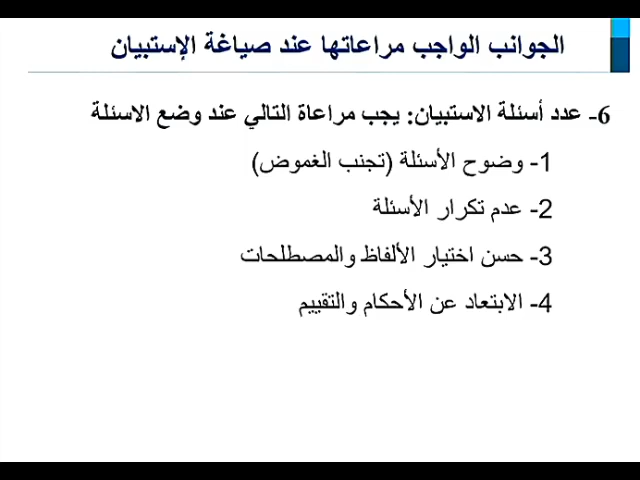 الجوانب الواجب مراعاتها عند صياغة الإستبيان
6- عدد أسئلة الاستبيان: يجب مراعاة التالي عند وضع الاسئلة
1- وضوح الأسئلة (تجنب الغموض)
2- عدم تكرار الأسئلة
3- حسن اختيار الألفاظ والمصطلحات
4- الابتعاد عن الأحكام والتقييم